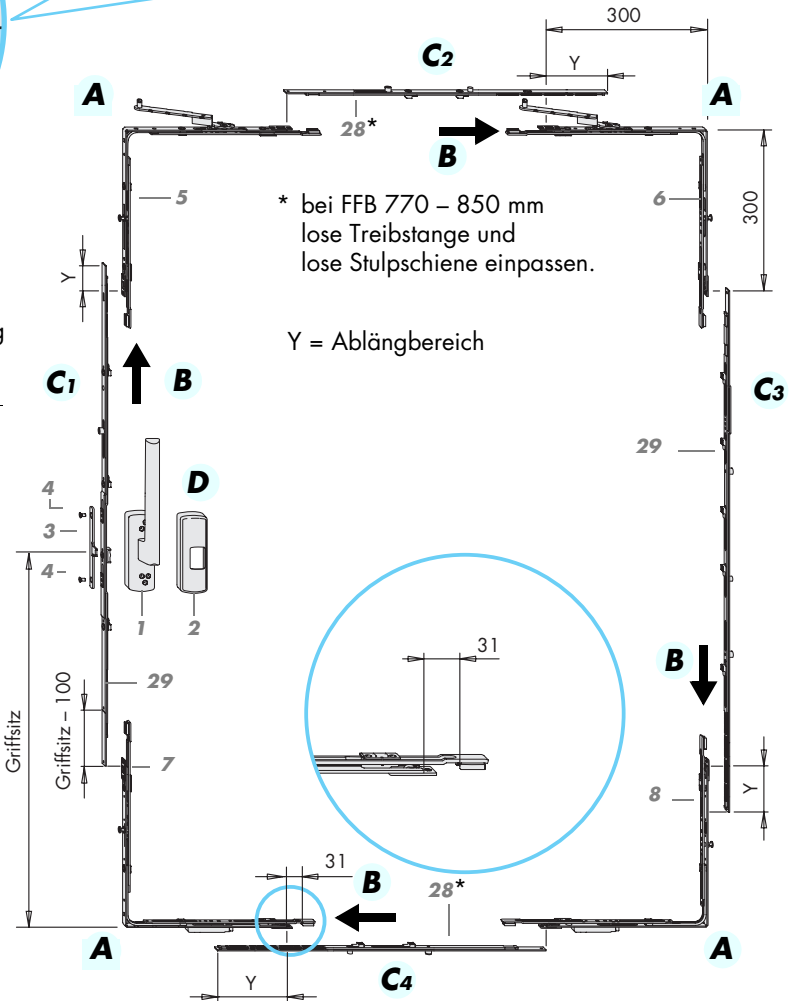 300
C2
Y
A
A
28*
B
5
* bei FFB 770 – 850 mm
lose Treibstange und
lose Stulpschiene einpassen.
6
300
Y
Y = Ablängbereich
g
C1
B
C3
29
4
D
3
4
1
2
31
B
29
Griffsitz
Griffsitz – 100
7
8
Y
31
B
28*
A
A
Y
C4